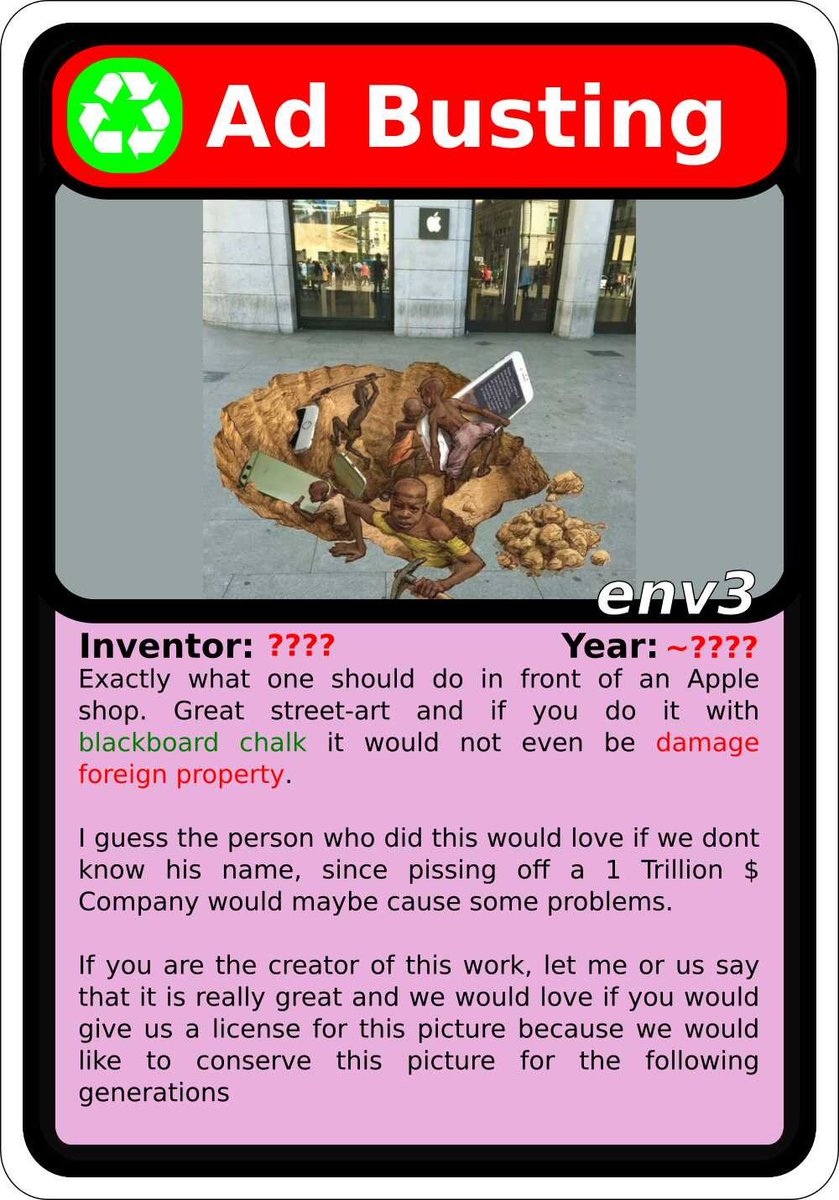 Ad Busting
env3
Inventor: ????
Year: ~????
Exactly what one should do in front of an Apple
shop. Great street-art and if you do it with
blackboard chalk it would not even be damage
foreign property.
I guess the person who did this would love if we dont
know his name, since pissing off a 1 Trillion $
Company would maybe cause some problems.
If you are the creator of this work, let me or us say
that it is really great and we would love if you would
give us a license for this picture because we would
like to conserve this picture for the following
generations